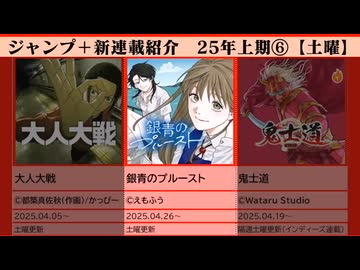 ジャンプ＋新連載紹介　25年上期⑥【土曜】
大人大戦
銀青の
プルースト
鬼士道
大人大戦
銀青のプルースト
鬼士道
©都築真佐秋(作画)/かっぴー
©えもふう
©Wataru Studio
2025.04.05～
2025.04.26～
2025.04.19～
土曜更新
土曜更新
隔週土曜更新(インディーズ連載)